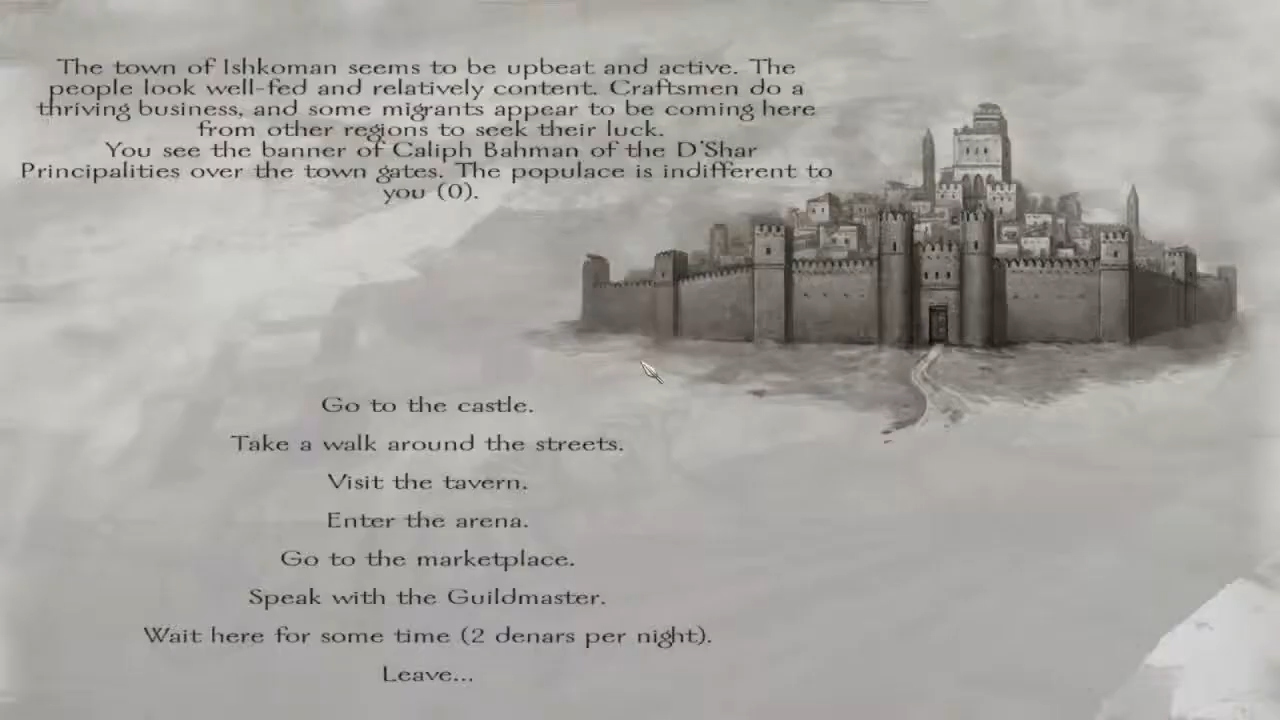 The town of Ishkoman seems to be upbeat and active. The
people look well-fed and relatively content. Craftsmen do a
thriving business, and some migrants appear to be coming here
from other regions to seek their luck.
You see the banner of Caliph Bahman of the D'Shar
Principalities over the town gates. The populace is indifferent to
you (0).
Go to the castle.
Take a walk around the streets.
Visit the tavern.
Enter the arena.
Go to the marketplace.
Speak with the Guildmaster.
Wait here for some time (2 denars per night).
Leave...